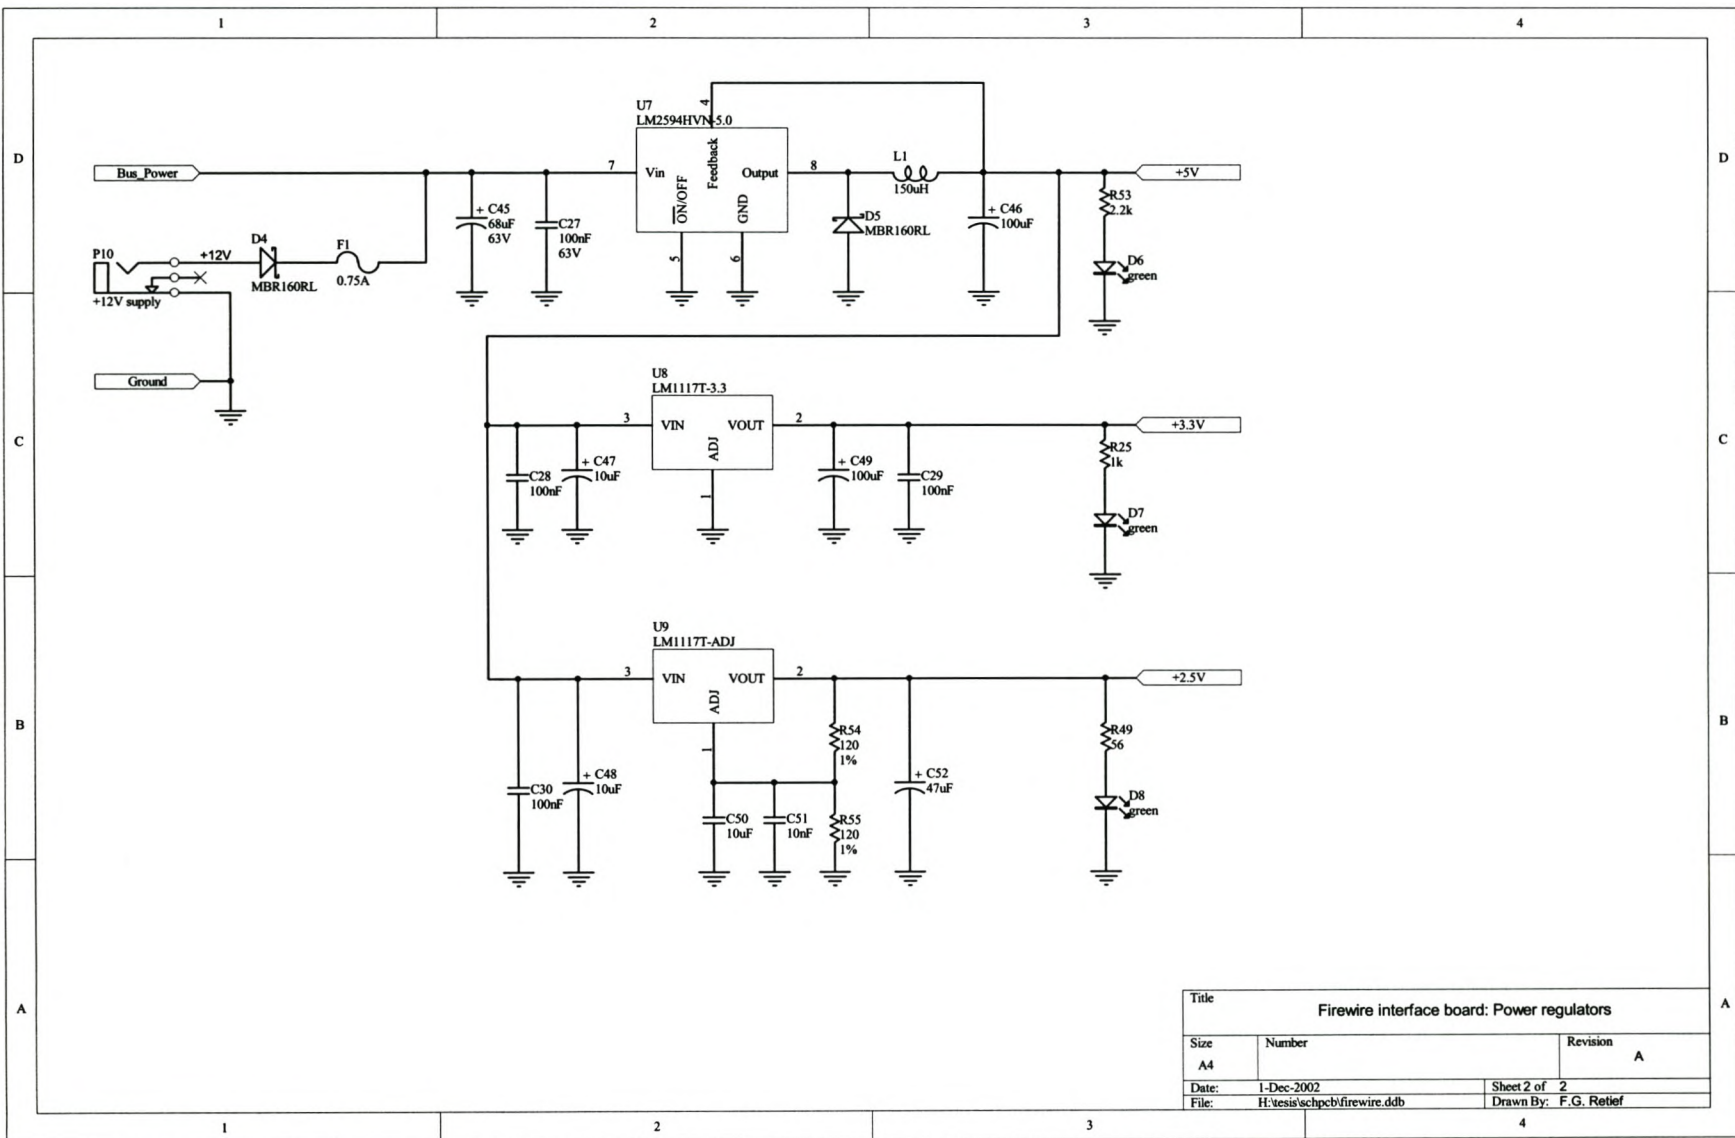 1 2 3 4
D D
U7
LM2594HVN-5.0
4
Bus_Power
7 Vin Feedback Output 8
ON/OFF GND
5 6
L1
150uH
+5V
+ C45
68uF
63V
C27
100nF
63V
D5
MBR160RL
+ C46
100uF
R53
2.2k
D6
green
P10
+12V
D4
MBR160RL
F1
0.75A
+12V supply
Ground
C C
U8
LM1117T-3.3
3 VIN VOUT 2
ADJ
1
+3.3V
C28
100nF
+ C47
10uF
+ C49
100uF
C29
100nF
R25
1k
D7
green
U9
LM1117T-ADJ
3 VIN VOUT 2
ADJ
1
+2.5V
B B
R54
120
1%
R49
56
C30
100nF
+ C48
10uF
C50
10uF
C51
10nF
R55
120
1%
+ C52
47uF
D8
green
A A
Title
Firewire interface board: Power regulators
Size Number Revision
A4 A
Date: 1-Dec-2002 Sheet 2 of 2
File: H:\tesis\schpcb\firewire.ddb Drawn By: F.G. Retief
1 2 3 4